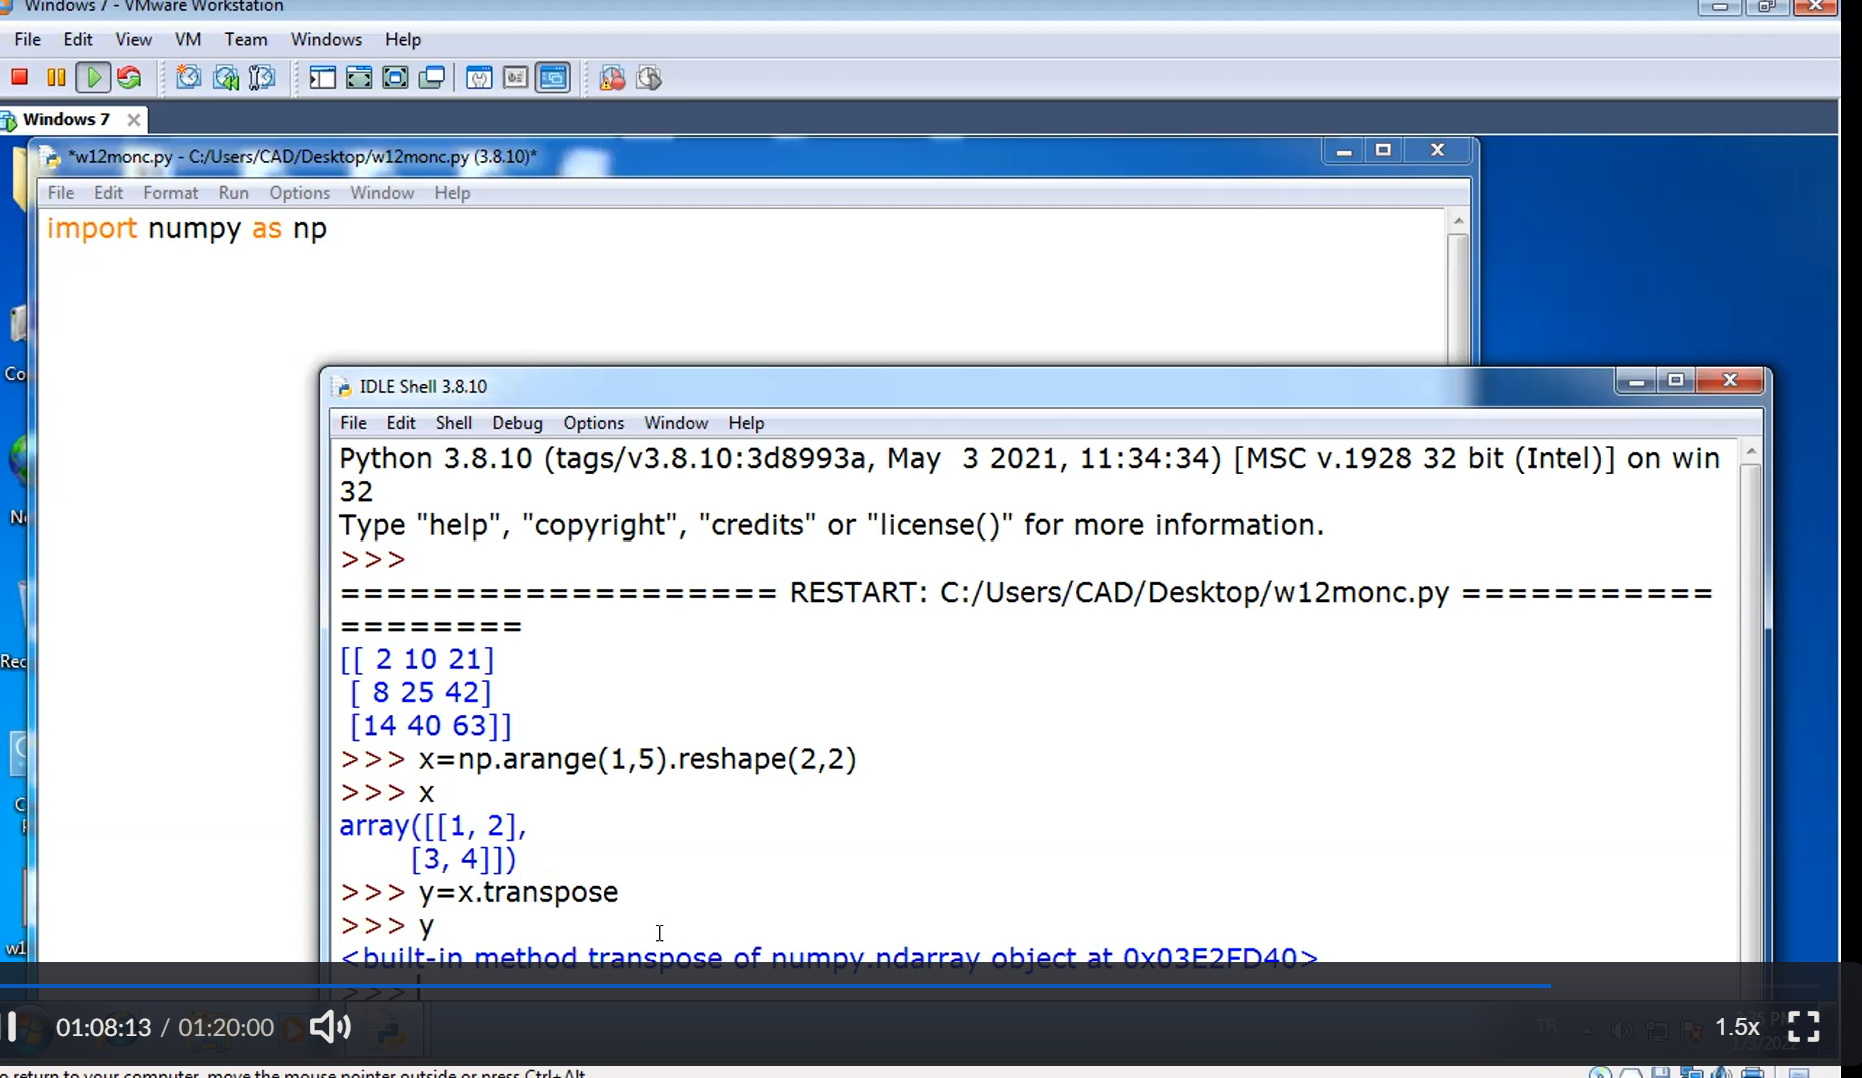 Windows 7 - VMware Workstation
File Edit View VM Team Windows Help
Windows 7
*w12monc.py - C:/Users/CAD/Desktop/w12monc.py (3.8.10)*
File Edit Format Run Options Window Help
import numpy as np
IDLE Shell 3.8.10
File Edit Shell Debug Options Window Help
Python 3.8.10 (tags/v3.8.10:3d8993a, May  3 2021, 11:34:34) [MSC v.1928 32 bit (Intel)] on win
32
Type "help", "copyright", "credits" or "license()" for more information.
>>>
=================== RESTART: C:/Users/CAD/Desktop/w12monc.py ===========
========
[[ 2 10 21]
[ 8 25 42]
[14 40 63]]
>>> x=np.arange(1,5).reshape(2,2)
>>> x
array([[1, 2],
[3, 4]])
>>> y=x.transpose
>>> y
<built-in method transpose of numpy.ndarray object at 0x03E2FD40>
>>>
Co
Rec
w1
01:08:13 / 01:20:00
TR
1.5x
o return to your computer, move the mouse pointer outside or press Ctrl+Alt.